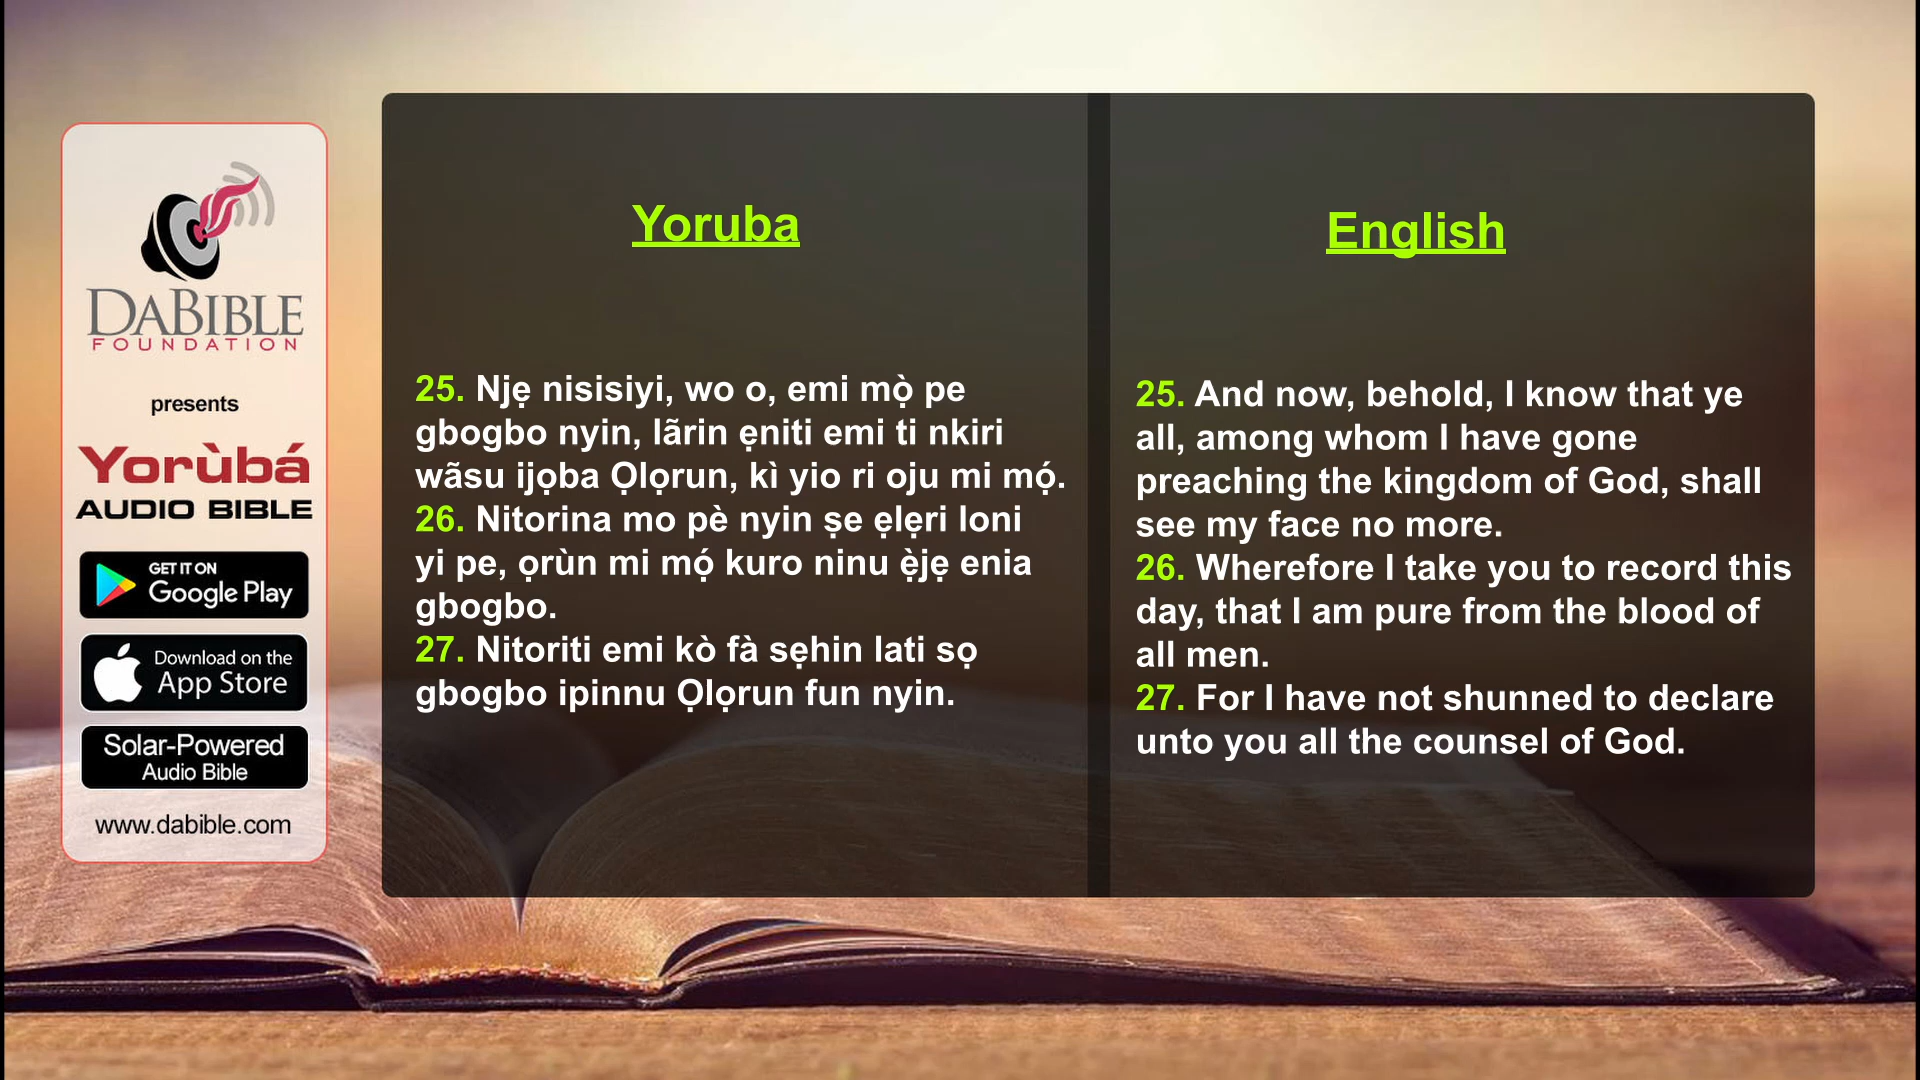 DABIBLE
FOUNDATION
presents
Yorùbá
AUDIO BIBLE
GET IT ON
Google Play
Download on the
App Store
Solar-Powered
Audio Bible
www.dabible.com
Yoruba
25. Njẹ nisisiyi, wo o, emi mọ̀ pe
gbogbo nyin, lãrin ẹniti emi ti nkiri
wãsu ijọba Ọlọrun, kì yio ri oju mi mọ́.
26. Nitorina mo pè nyin ṣe ẹlẹri loni
yi pe, ọrùn mi mọ́ kuro ninu ẹ̀jẹ enia
gbogbo.
27. Nitoriti emi kò fà sẹhin lati sọ
gbogbo ipinnu Ọlọrun fun nyin.
English
25. And now, behold, I know that ye
all, among whom I have gone
preaching the kingdom of God, shall
see my face no more.
26. Wherefore I take you to record this
day, that I am pure from the blood of
all men.
27. For I have not shunned to declare
unto you all the counsel of God.